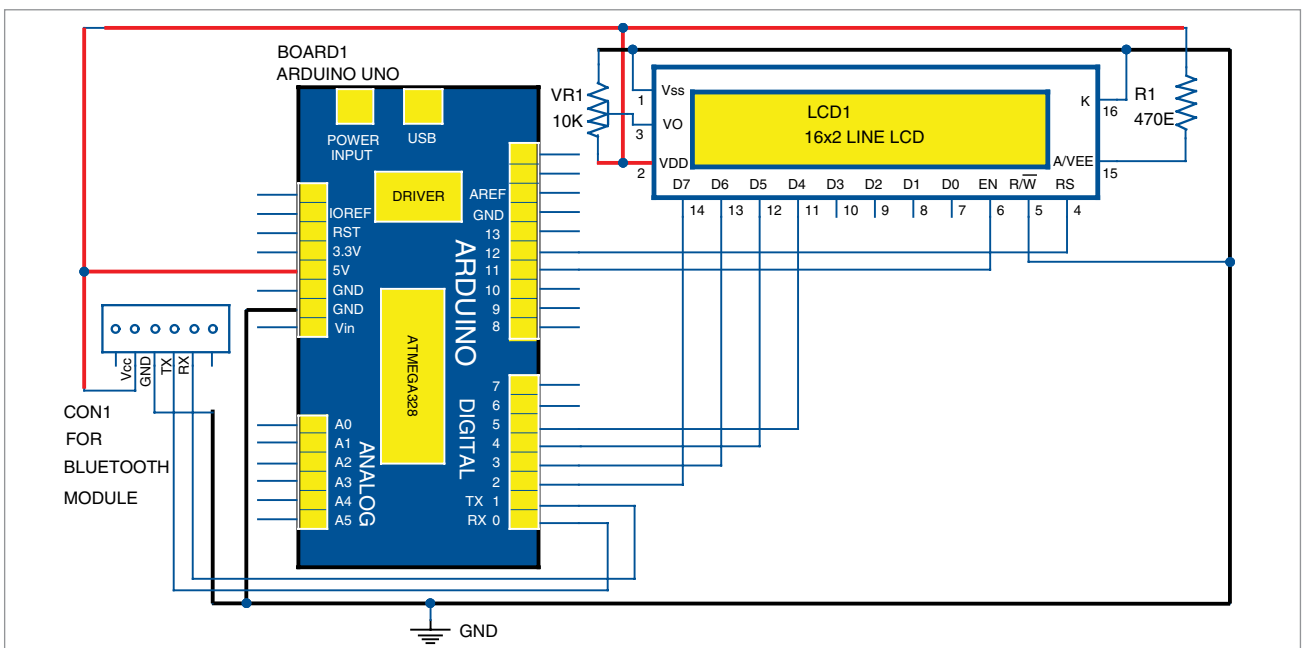 BOARD1
ARDUINO UNO
POWER
INPUT
USB
DRIVER
IOREF
RST
3.3V
5V
GND
GND
Vin
AREF
GND
13
12
11
10
9
8
ARDUINO
ATMEGA328
7
6
5
4
3
2
TX 1
RX 0
DIGITAL
A0
A1
A2
A3
A4
A5
ANALOG
Vcc
GND
TX
RX
CON1
FOR
BLUETOOTH
MODULE
VR1
10K
1
3
2
Vss
VO
VDD
LCD1
16x2 LINE LCD
K
16
A/VEE
15
R1
470E
D7 D6 D5 D4 D3 D2 D1 D0 EN R/W̅ RS
14 13 12 11 10 9 8 7 6 5 4
GND